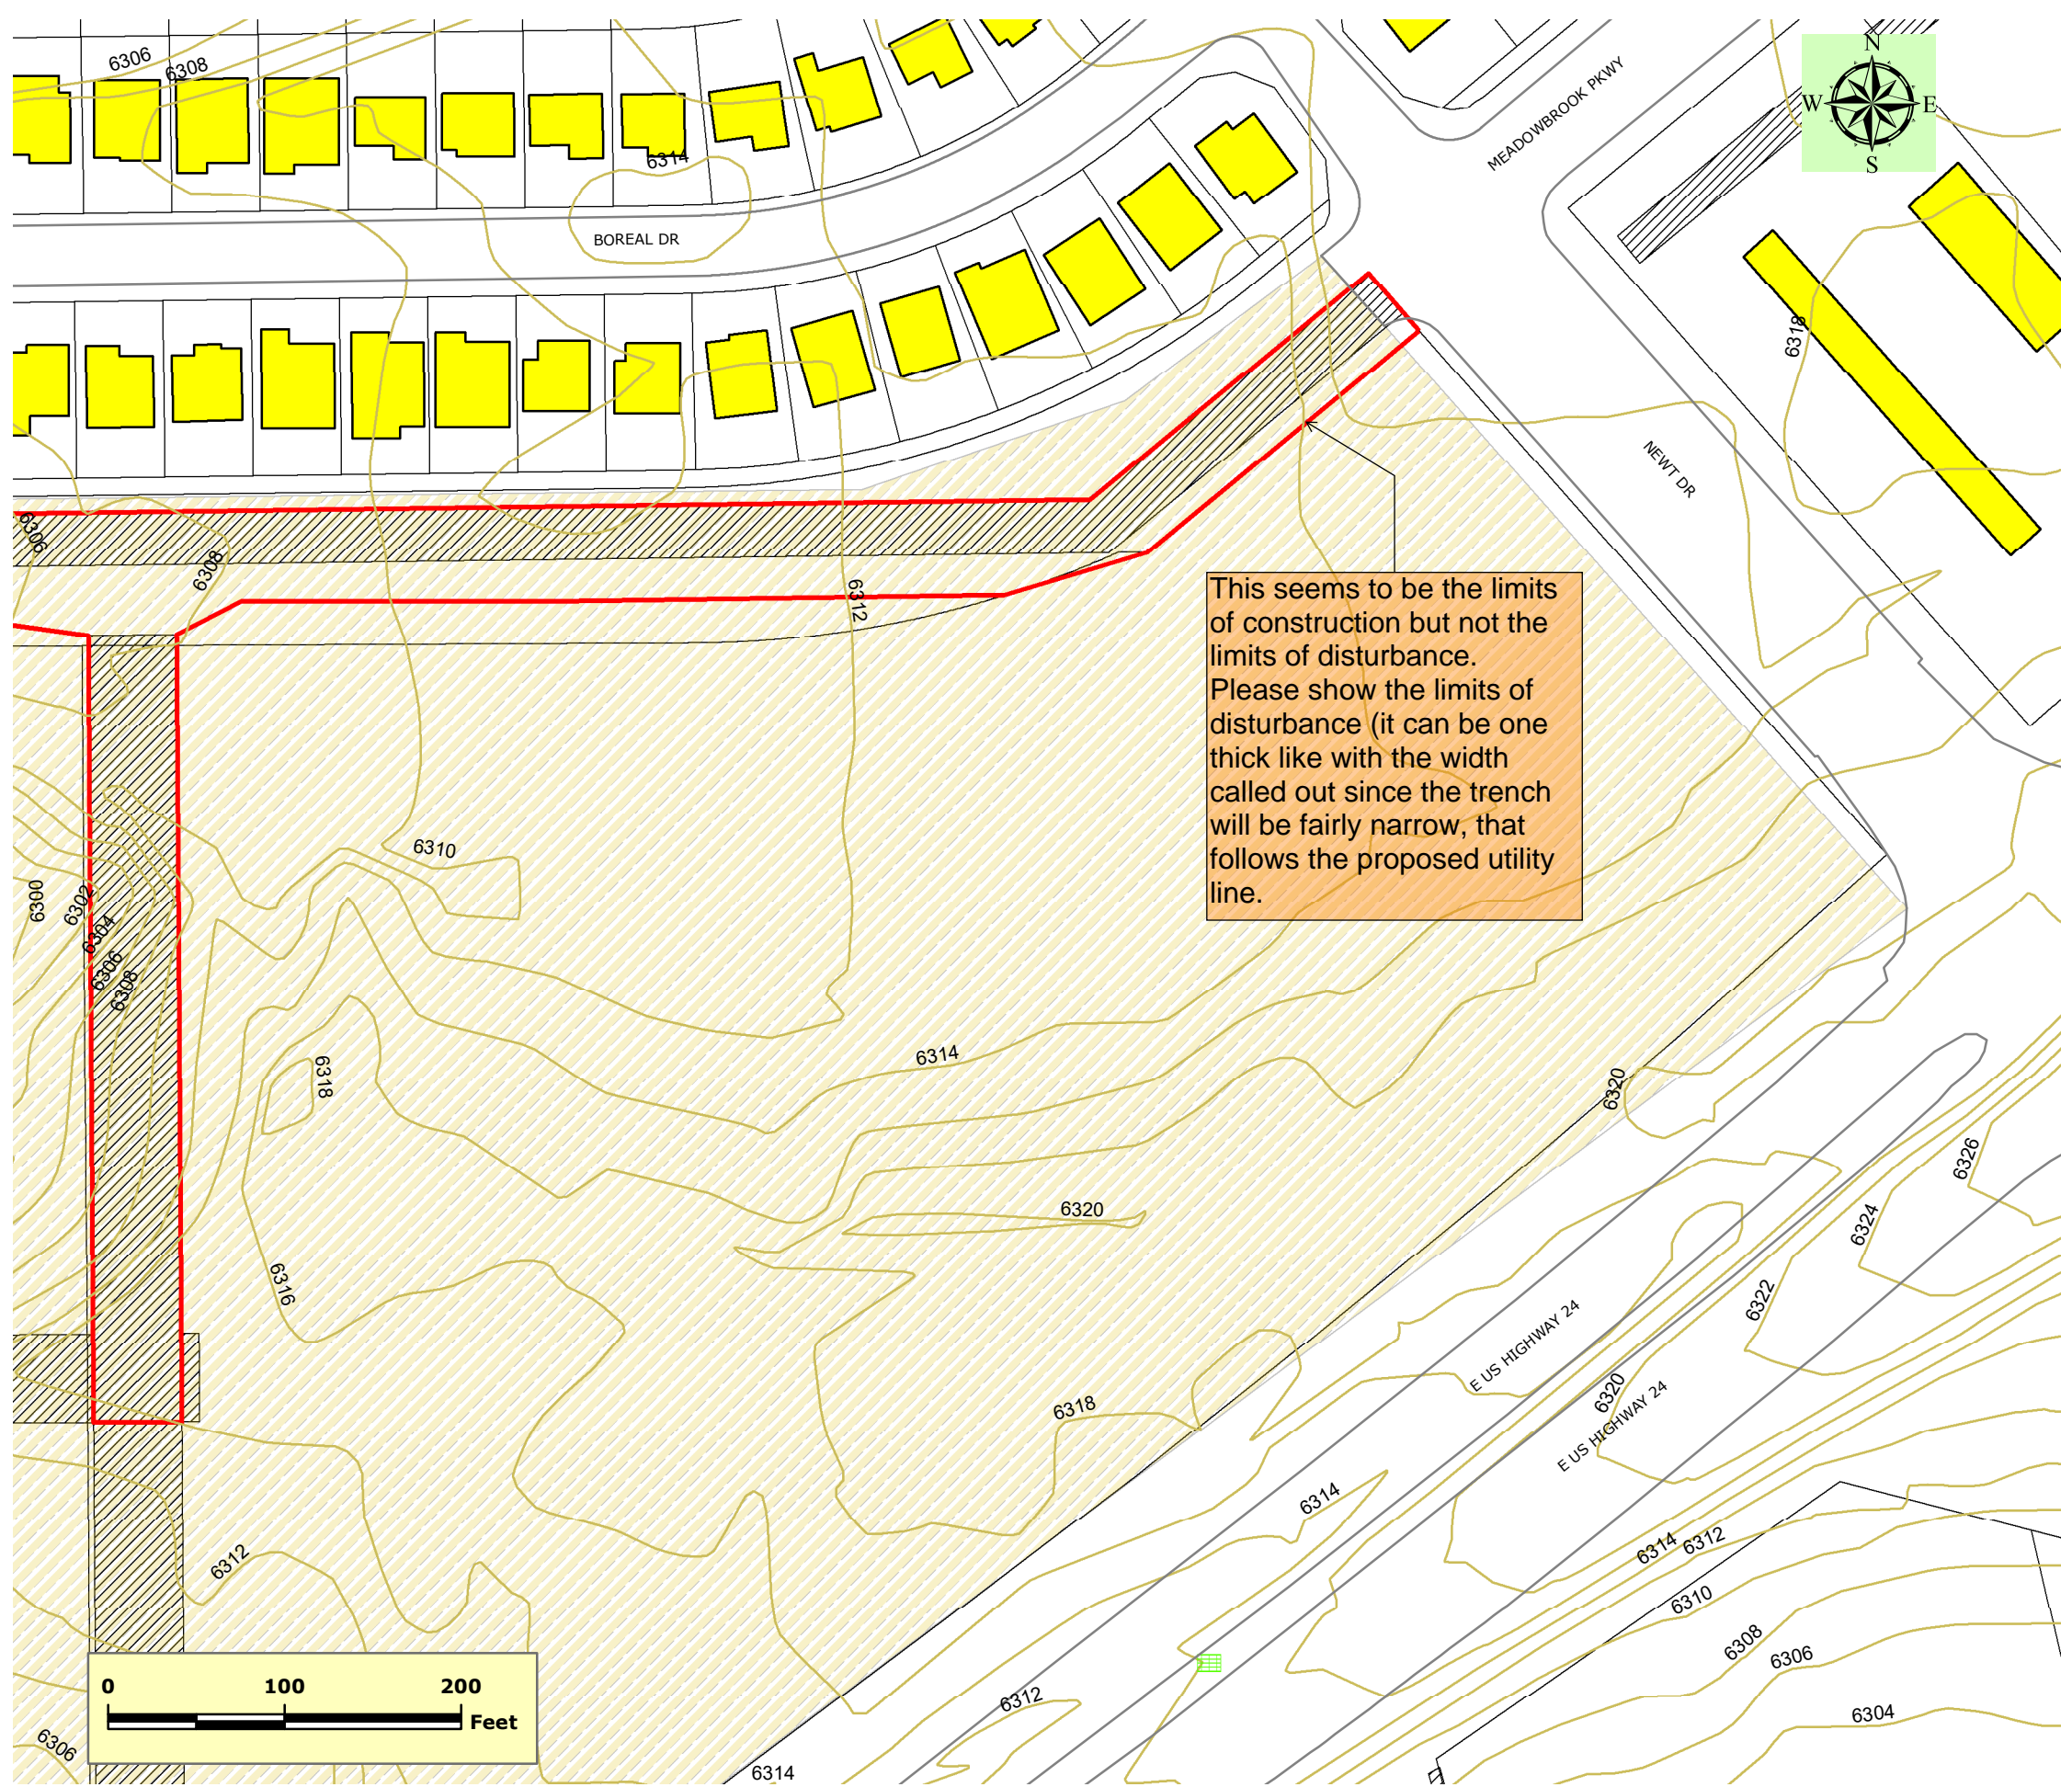 6306
6308
N
W
E
S
MEADOWBROOK PKWY
6314
BOREAL DR
6318
NEWT DR
6306
6308
6312
This seems to be the limits
of construction but not the
limits of disturbance.
Please show the limits of
disturbance (it can be one
thick like with the width
called out since the trench
will be fairly narrow, that
follows the proposed utility
line.
6310
6300
6302
6304
6306
6308
6314
6318
6320
6326
6320
6324
6316
6322
E US HIGHWAY 24
6320
6318
E US HIGHWAY 24
6314
6314
6312
6312
6310
6308
6306
6312
6304
0
100
200
Feet
6306
6314